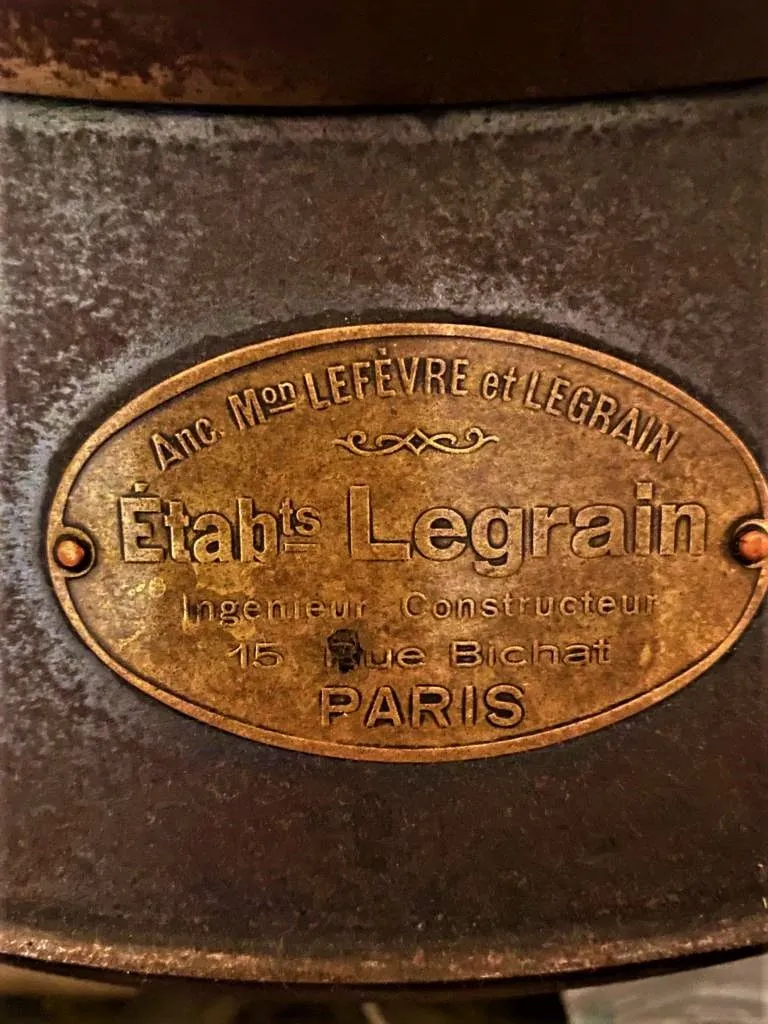 Anc. Mon LEFÈVRE et LEGRAIN
Étabts Legrain
Ingenieur Constructeur
15 Rue Bichat
PARIS